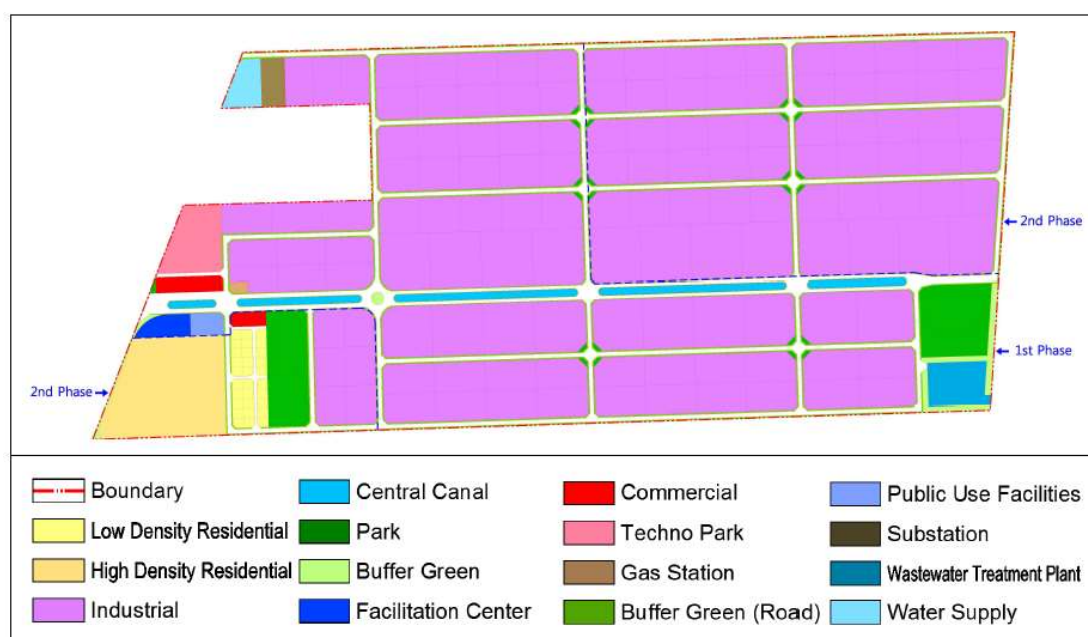 2nd Phase
1st Phase
2nd Phase
Boundary
Central Canal
Commercial
Public Use Facilities
Low Density Residential
Park
Techno Park
Substation
High Density Residential
Buffer Green
Gas Station
Wastewater Treatment Plant
Industrial
Facilitation Center
Buffer Green (Road)
Water Supply